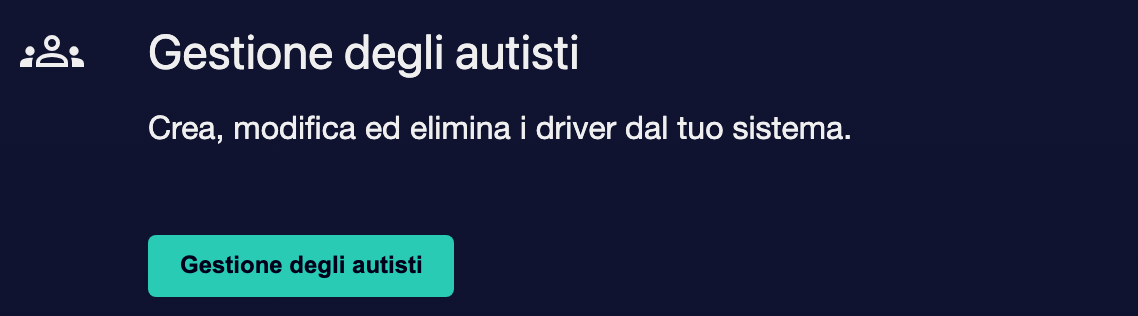 Gestione degli autisti
Crea, modifica ed elimina i driver dal tuo sistema.
Gestione degli autisti